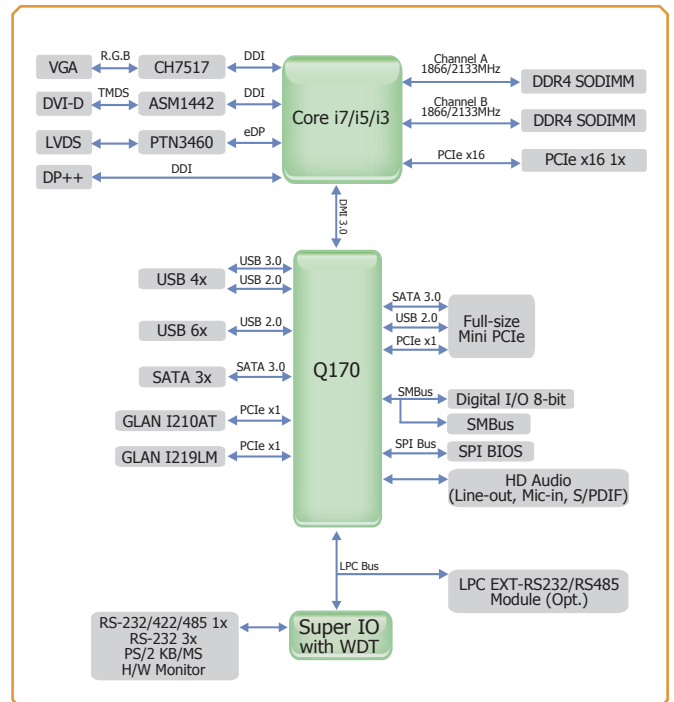 VGA
R.G.B
CH7517
DDI
DVI-D
TMDS
ASM1442
DDI
LVDS
PTN3460
eDP
DP++
DDI
Core i7/i5/i3
Channel A
1866/2133MHz
DDR4 SODIMM
Channel B
1866/2133MHz
DDR4 SODIMM
PCIe x16
PCIe x16 1x
DMI 3.0
USB 4x
USB 3.0
USB 2.0
USB 6x
USB 2.0
SATA 3x
SATA 3.0
GLAN I210AT
PCIe x1
GLAN I219LM
PCIe x1
Q170
SATA 3.0
USB 2.0
PCIe x1
Full-size
Mini PCIe
SMBus
Digital I/O 8-bit
SMBus
SPI Bus
SPI BIOS
HD Audio
(Line-out, Mic-in, S/PDIF)
LPC Bus
LPC EXT-RS232/RS485
Module (Opt.)
RS-232/422/485 1x
RS-232 3x
PS/2 KB/MS
H/W Monitor
Super IO
with WDT